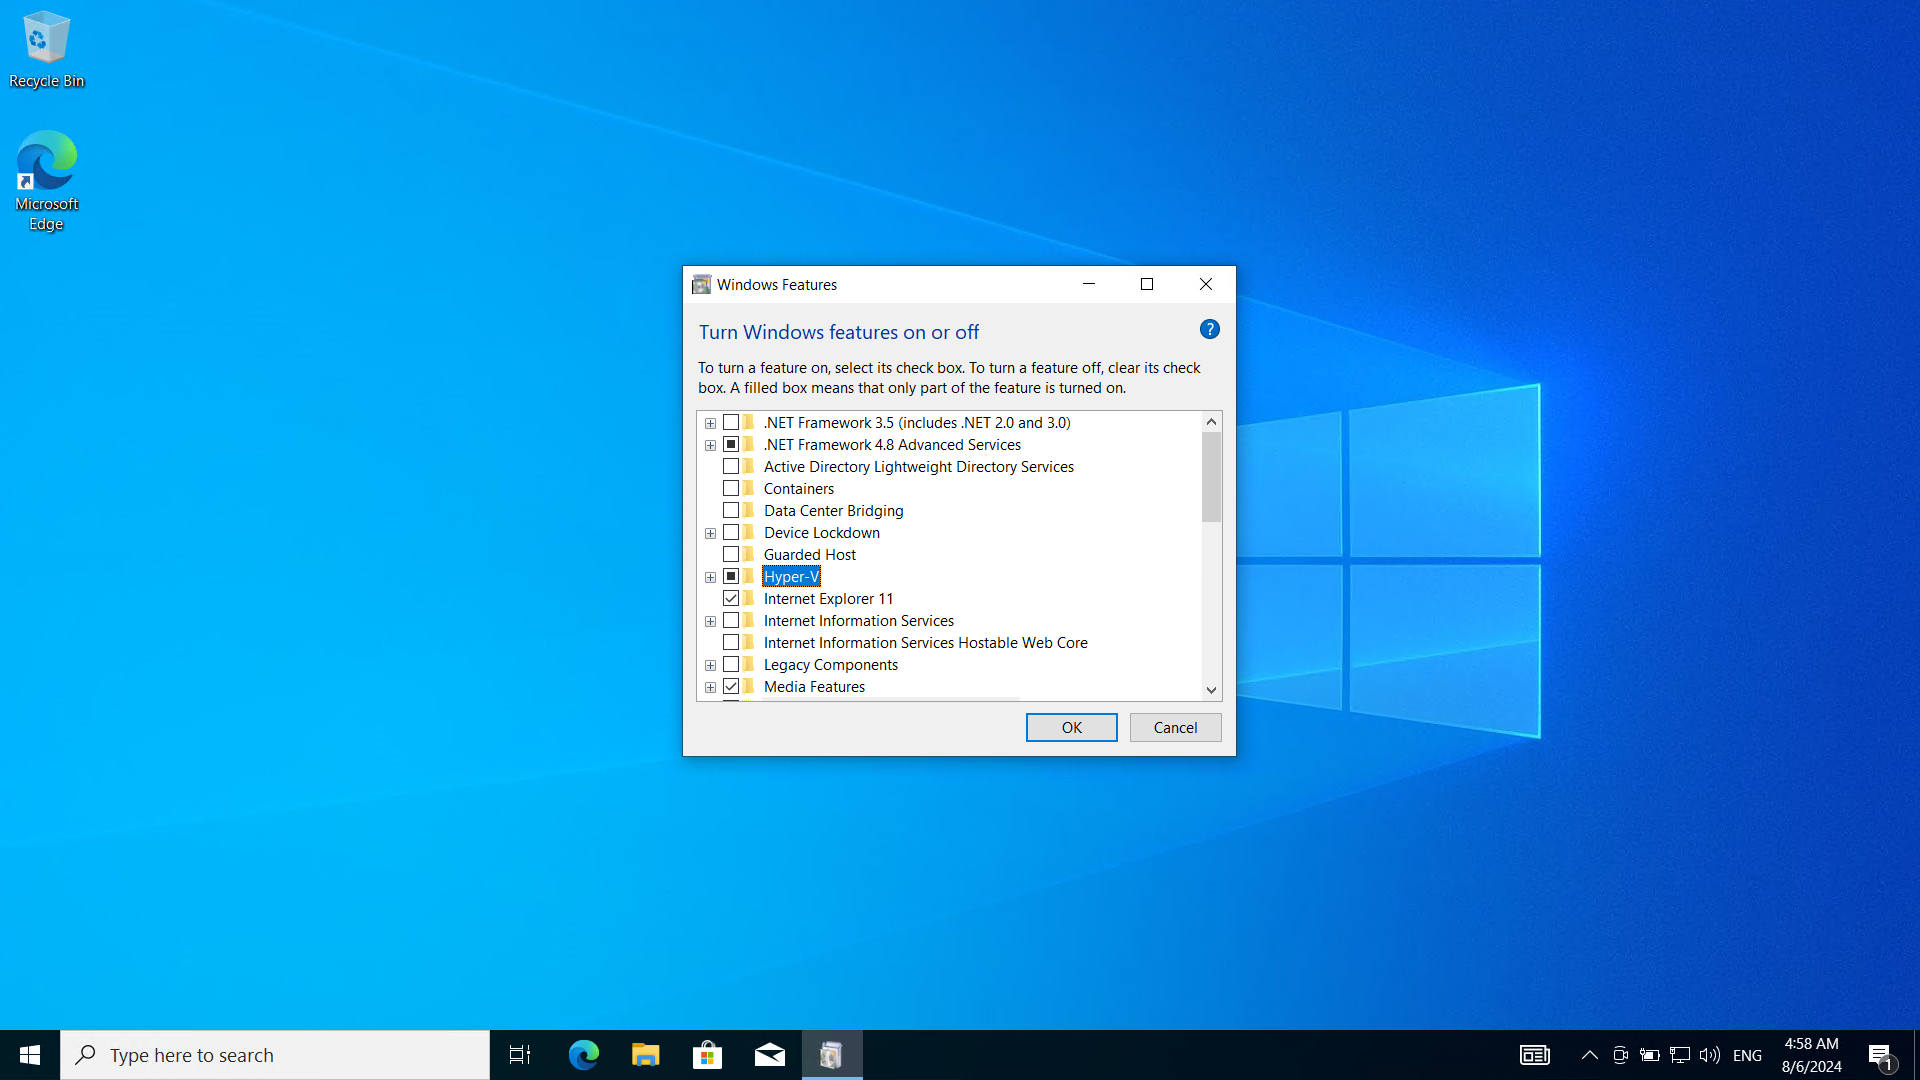 Recycle Bin
Microsoft
Edge
Windows Features
Turn Windows features on or off
?
To turn a feature on, select its check box. To turn a feature off, clear its check
box. A filled box means that only part of the feature is turned on.
.NET Framework 3.5 (includes .NET 2.0 and 3.0)
.NET Framework 4.8 Advanced Services
Active Directory Lightweight Directory Services
Containers
Data Center Bridging
Device Lockdown
Guarded Host
Hyper-V
Internet Explorer 11
Internet Information Services
Internet Information Services Hostable Web Core
Legacy Components
Media Features
OK Cancel
Type here to search
ENG
4:58 AM
8/6/2024
1